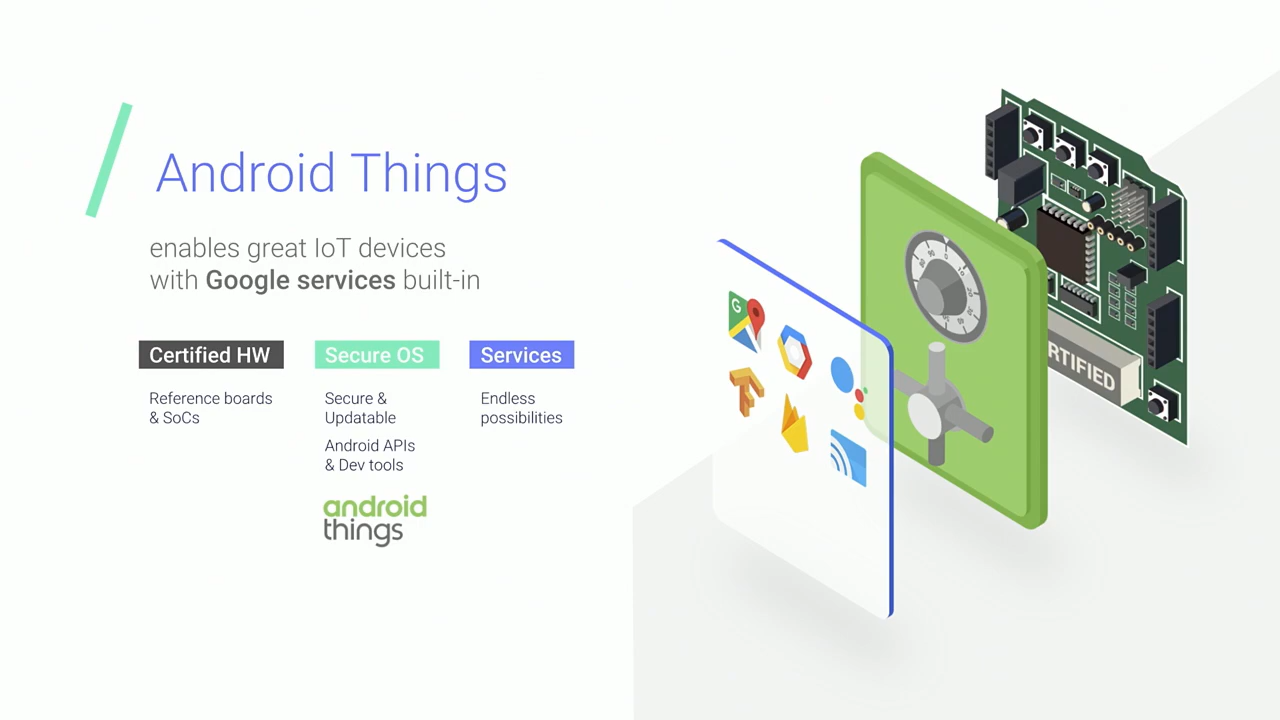 Android Things
enables great IoT devices
with Google services built-in
Certified HW
Reference boards
& SoCs
Secure OS
Secure &
Updatable
Android APIs
& Dev tools
android
things
Services
Endless
possibilities
G
RTIFIED